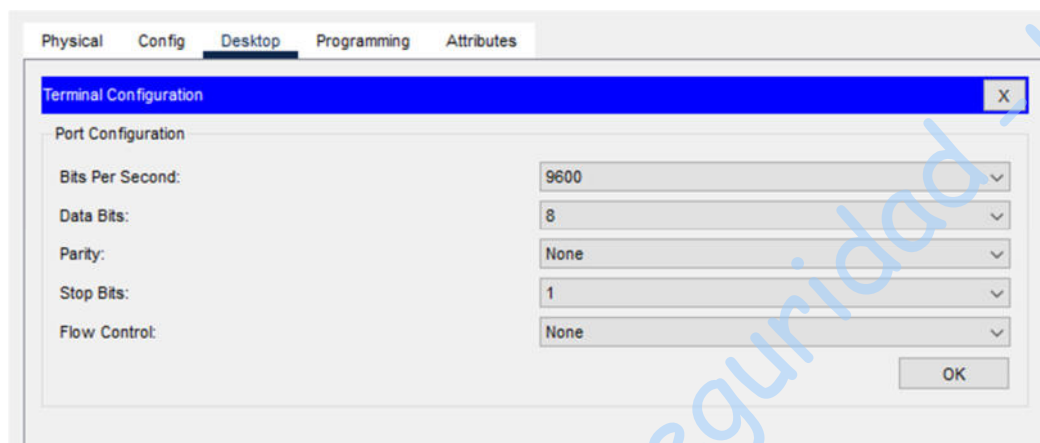 Physical Config Desktop Programming Attributes
Terminal Configuration X
Port Configuration
Bits Per Second: 9600
Data Bits: 8
Parity: None
Stop Bits: 1
Flow Control: None
OK